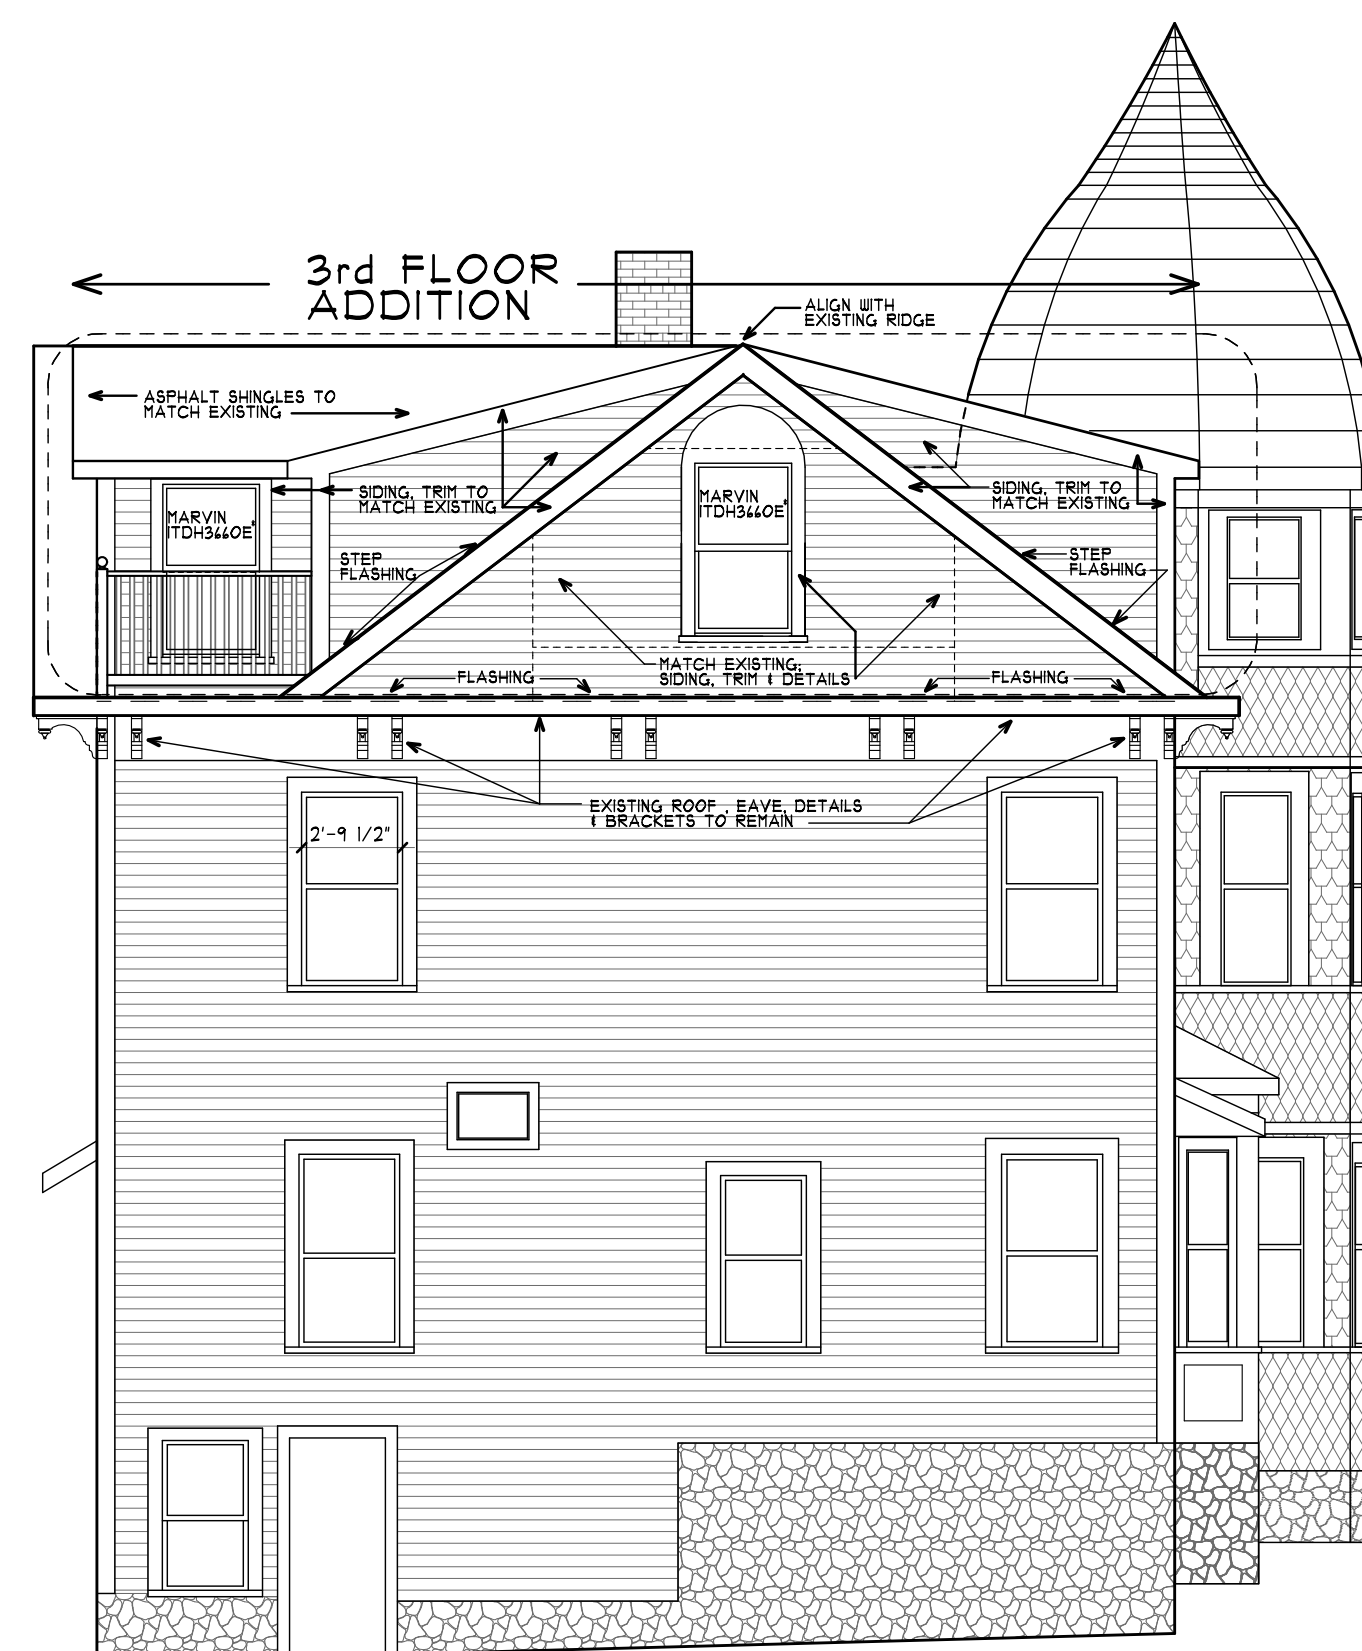 3rd FLOOR
ADDITION
ALIGN WITH
EXISTING RIDGE
ASPHALT SHINGLES TO
MATCH EXISTING
SIDING, TRIM TO
MATCH EXISTING
MARVIN
ITDH3660E*
MARVIN
ITDH3660E*
SIDING, TRIM TO
MATCH EXISTING
STEP
FLASHING
STEP
FLASHING
MATCH EXISTING;
SIDING, TRIM & DETAILS
FLASHING
FLASHING
EXISTING ROOF , EAVE, DETAILS
& BRACKETS TO REMAIN
2'-9 1/2"